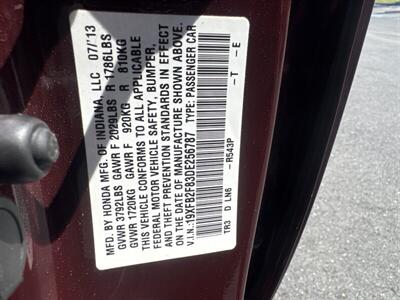 MFD. BY HONDA MFG. OF INDIANA, LLC 07/'13
GVWR 3792LBS GAWR F 2029LBS R 1786LBS
GVWR 1720KG GAWR F 920KG R 810KG
THIS VEHICLE CONFORMS TO ALL APPLICABLE
FEDERAL MOTOR VEHICLE SAFETY, BUMPER,
AND THEFT PREVENTION STANDARDS IN EFFECT
ON THE DATE OF MANUFACTURE SHOWN ABOVE.
V.I.N.:19XFB2F83DE256787 TYPE: PASSENGER CAR
-R543P -T -E
TR3 D LN6